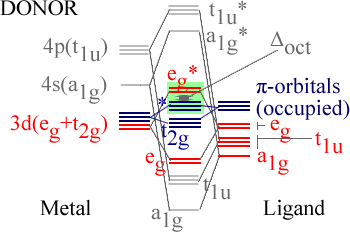 DONOR
t1u*
a1g*
4p(t1u)
Δoct
eg*
4s(a1g)
π-orbitals
(occupied)
*
3d(eg+t2g)
t2g
eg
t1u
eg
a1g
t1u
a1g
Metal
Ligand